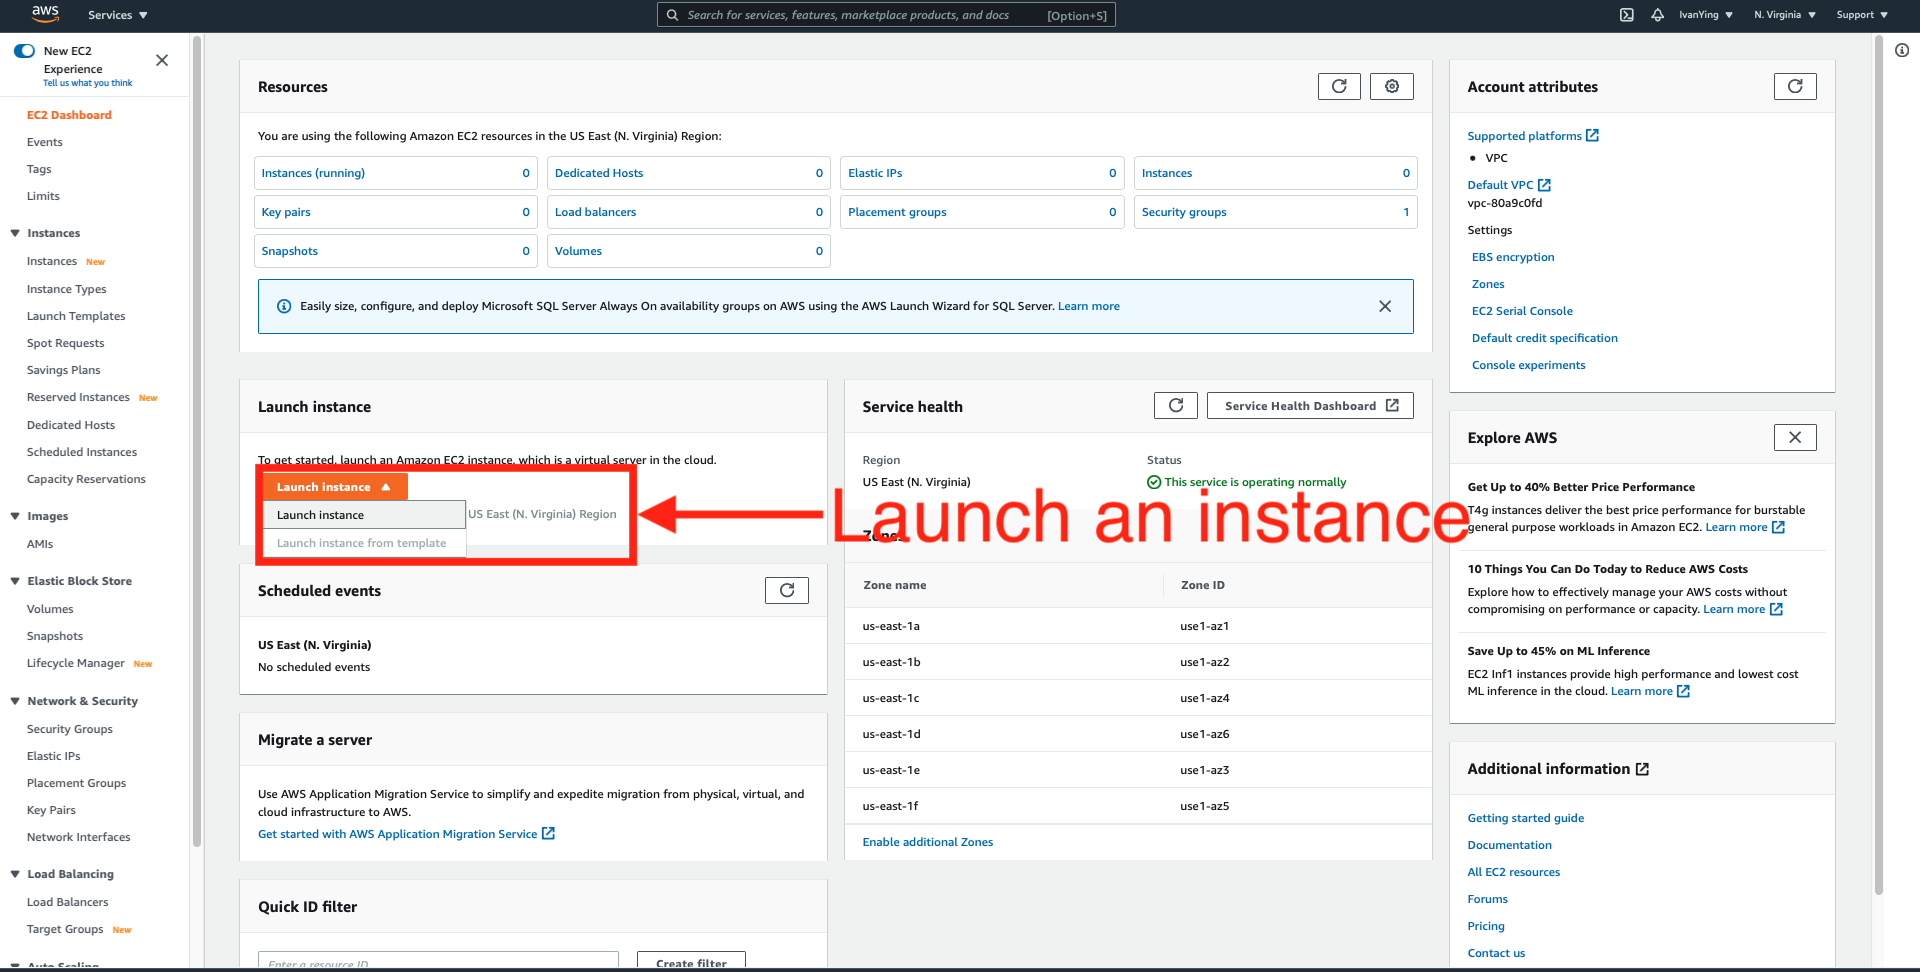 aws
Services
Search for services, features, marketplace products, and docs
[Option+S]
IvanYing
N. Virginia
Support
New EC2
Experience
Tell us what you think
EC2 Dashboard
Events
Tags
Limits
Instances
Instances New
Instance Types
Launch Templates
Spot Requests
Savings Plans
Reserved Instances New
Dedicated Hosts
Scheduled Instances
Capacity Reservations
Images
AMIs
Elastic Block Store
Volumes
Snapshots
Lifecycle Manager New
Network & Security
Security Groups
Elastic IPs
Placement Groups
Key Pairs
Network Interfaces
Load Balancing
Load Balancers
Target Groups New
Auto Scaling
Resources
You are using the following Amazon EC2 resources in the US East (N. Virginia) Region:
Instances (running) 0
Dedicated Hosts 0
Elastic IPs 0
Instances 0
Key pairs 0
Load balancers 0
Placement groups 0
Security groups 1
Snapshots 0
Volumes 0
Easily size, configure, and deploy Microsoft SQL Server Always On availability groups on AWS using the AWS Launch Wizard for SQL Server. Learn more
Launch instance
To get started, launch an Amazon EC2 instance, which is a virtual server in the cloud.
Launch instance
Launch instance
US East (N. Virginia) Region
Launch instance from template
Launch an instance
Scheduled events
US East (N. Virginia)
No scheduled events
Migrate a server
Use AWS Application Migration Service to simplify and expedite migration from physical, virtual, and
cloud infrastructure to AWS.
Get started with AWS Application Migration Service
Quick ID filter
Enter a resource ID
Create filter
Service health
Service Health Dashboard
Region
Status
US East (N. Virginia)
This service is operating normally
Zones
Zone name
Zone ID
us-east-1a
use1-az1
us-east-1b
use1-az2
us-east-1c
use1-az4
us-east-1d
use1-az6
us-east-1e
use1-az3
us-east-1f
use1-az5
Enable additional Zones
Account attributes
Supported platforms
VPC
Default VPC
vpc-80a9c0fd
Settings
EBS encryption
Zones
EC2 Serial Console
Default credit specification
Console experiments
Explore AWS
Get Up to 40% Better Price Performance
T4g instances deliver the best price performance for burstable
general purpose workloads in Amazon EC2. Learn more
10 Things You Can Do Today to Reduce AWS Costs
Explore how to effectively manage your AWS costs without
compromising on performance or capacity. Learn more
Save Up to 45% on ML Inference
EC2 Inf1 instances provide high performance and lowest cost
ML inference in the cloud. Learn more
Additional information
Getting started guide
Documentation
All EC2 resources
Forums
Pricing
Contact us